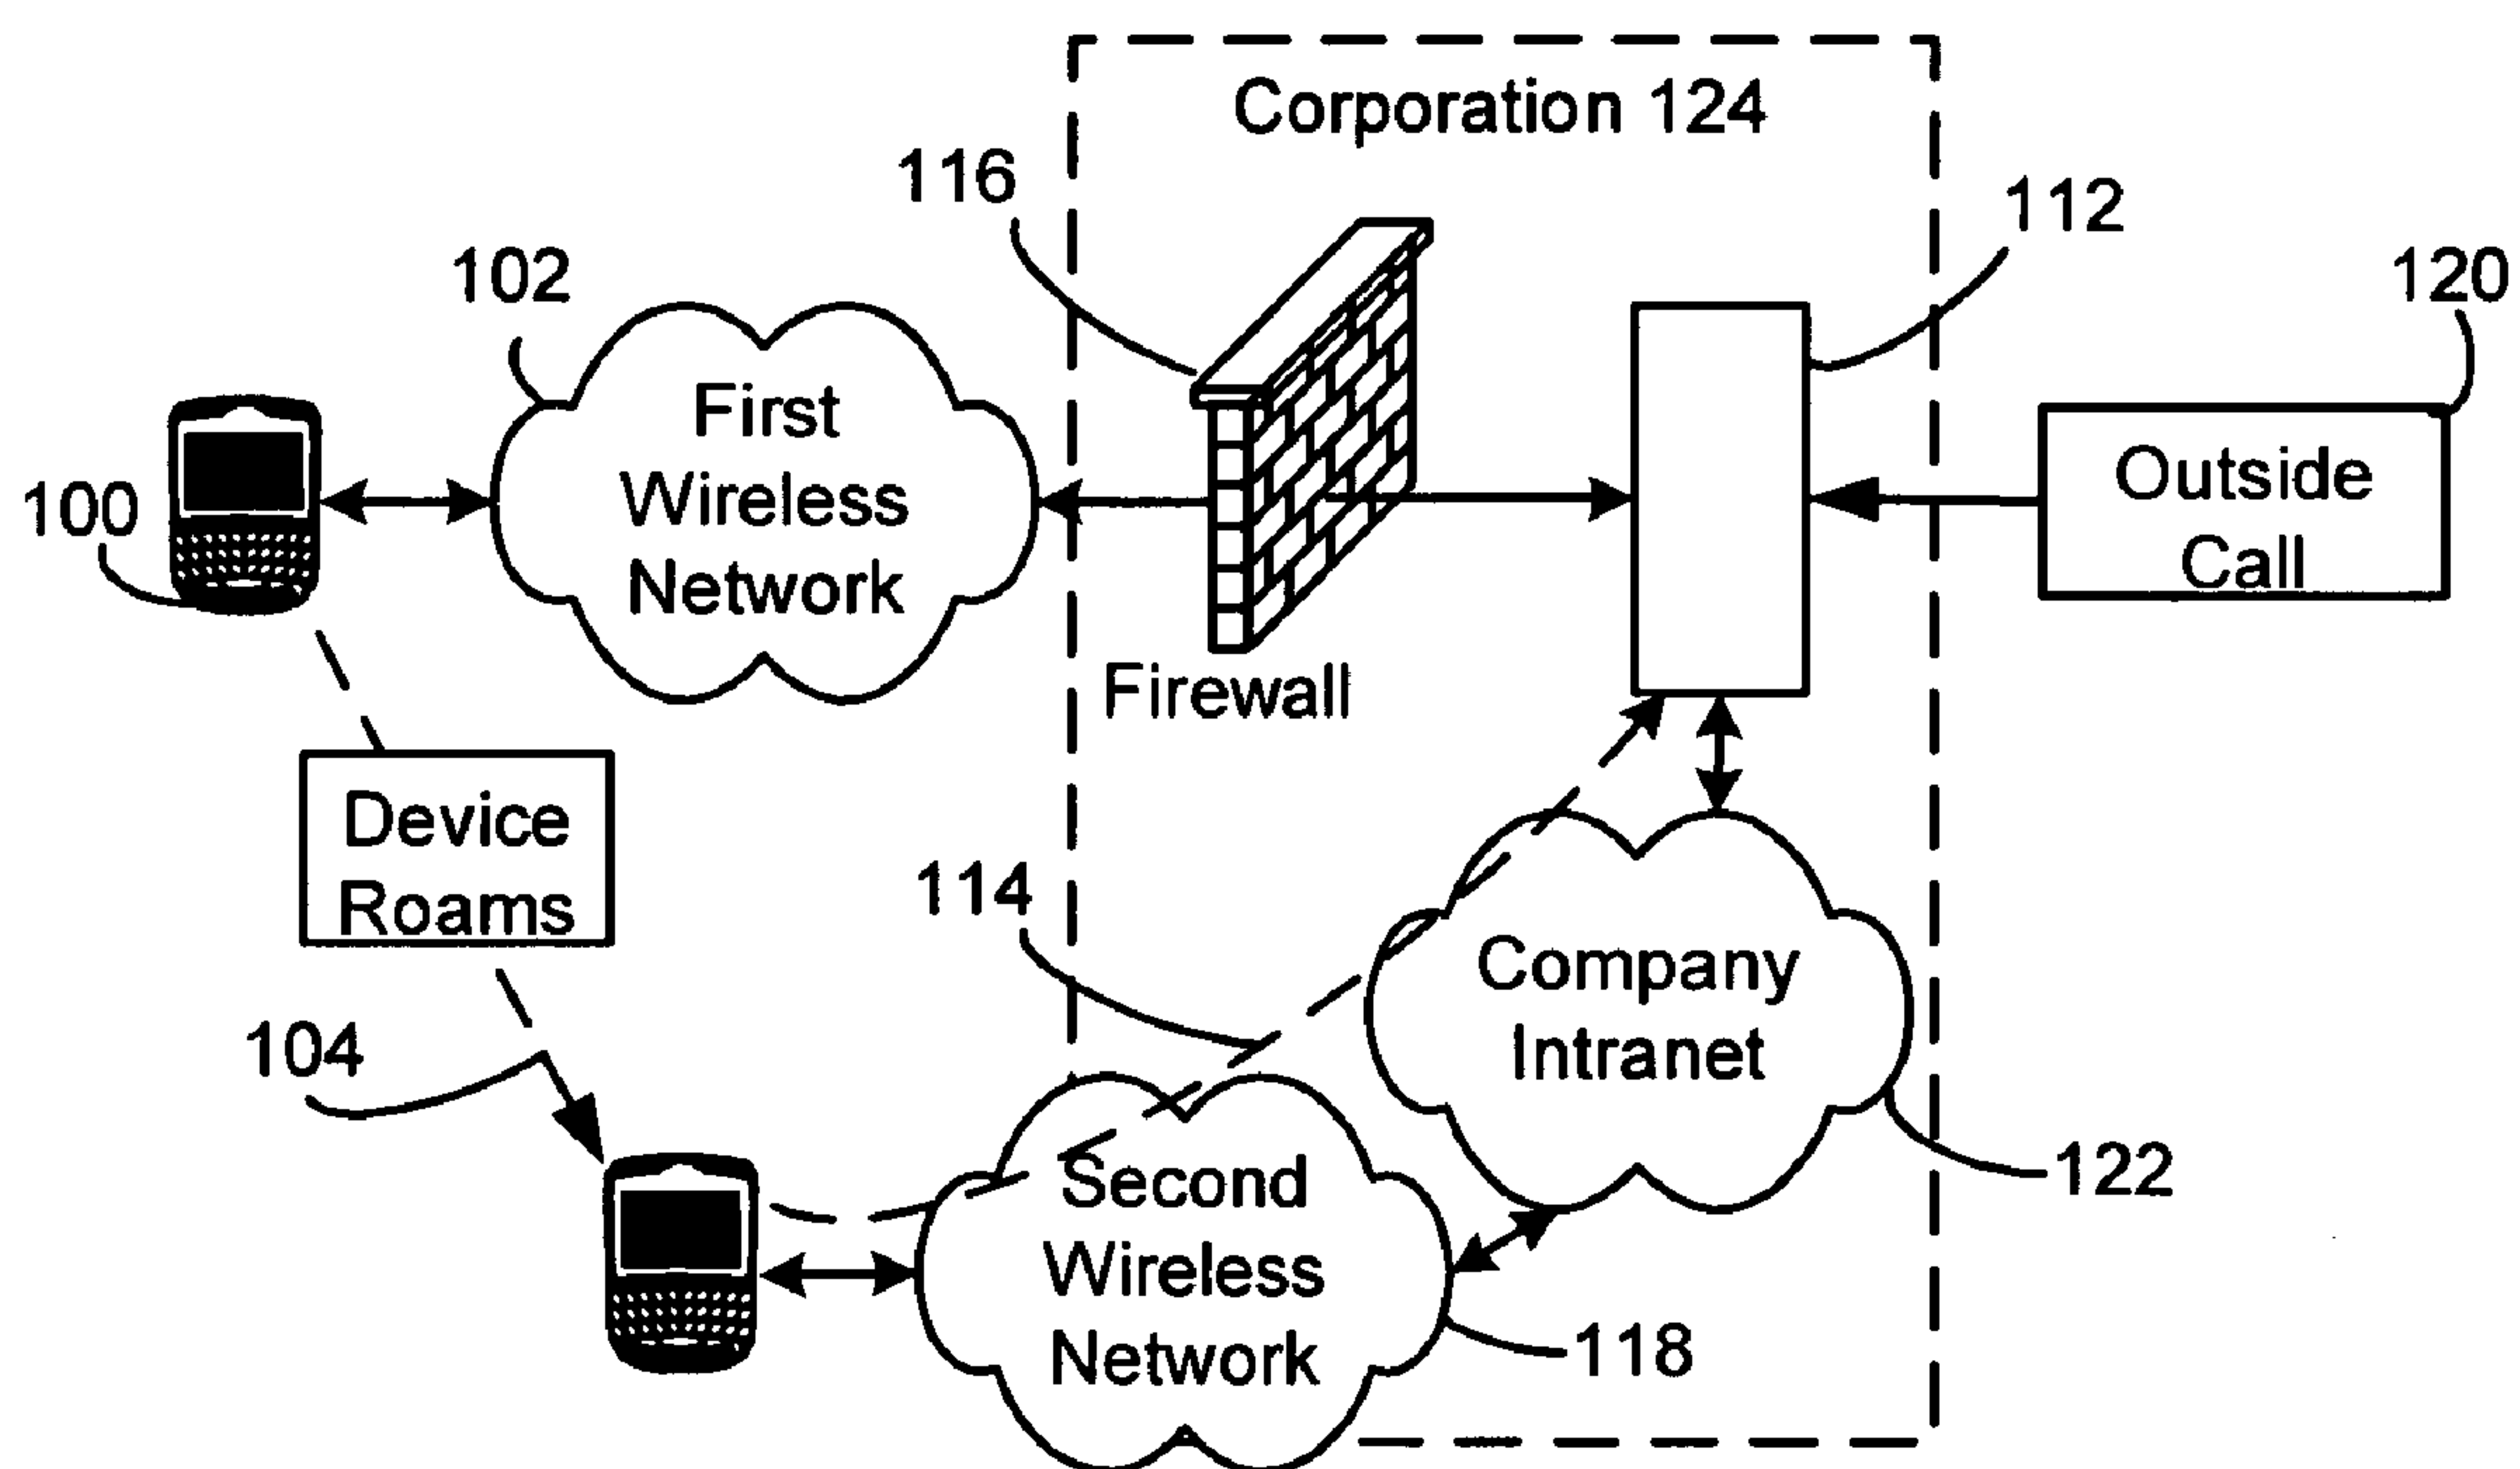 Corporation 124
116
112
102
120
First
Wireless
Network
Outside
Call
100
Firewall
Device
Roams
114
Company
Intranet
104
122
Second
Wireless
Network
118